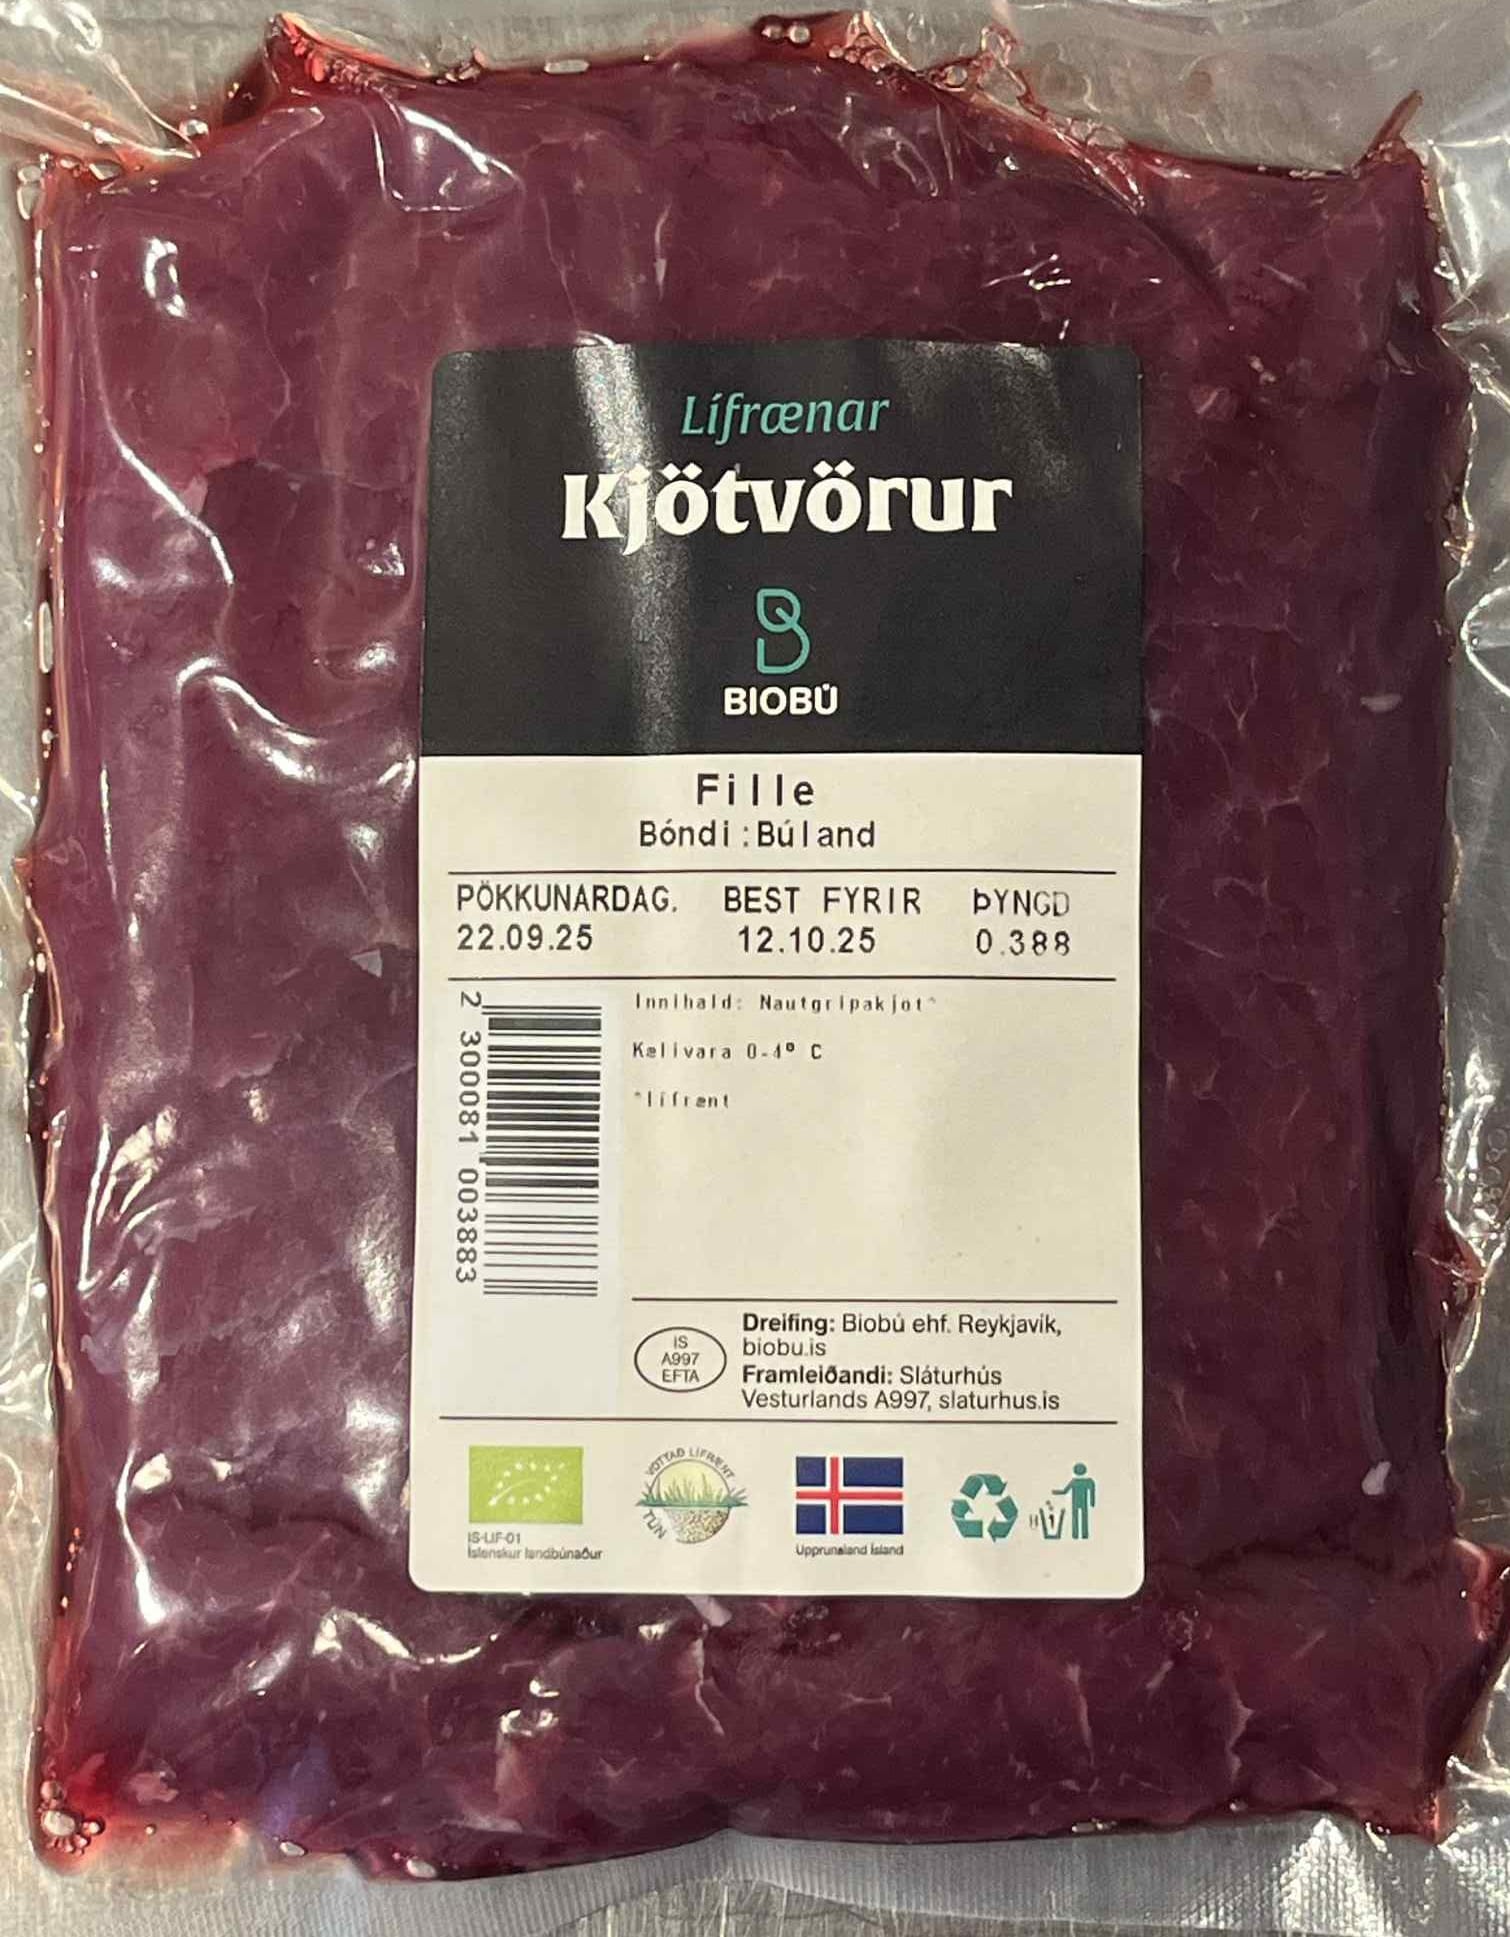 Lífrænar
Kjötvörur
BIOBÚ
Fille
Bóndi:Búland
PÖKKUNARDAG. BEST FYRIR ÞYNGD
22.09.25 12.10.25 0.388
2 300081 003883
Innihald: Nautgripakjot*
Kælivara 0-4° C
*lífrænt
Dreifing: Biobú ehf. Reykjavík,
biobu.is
Framleiðandi: Sláturhús
Vesturlands A997, slaturhus.is
IS
A997
EFTA
IS-LIF-01
Íslenskur landbúnaður
VOTTAÐ LÍFRÆNT
TÚN
Upprunaland Ísland